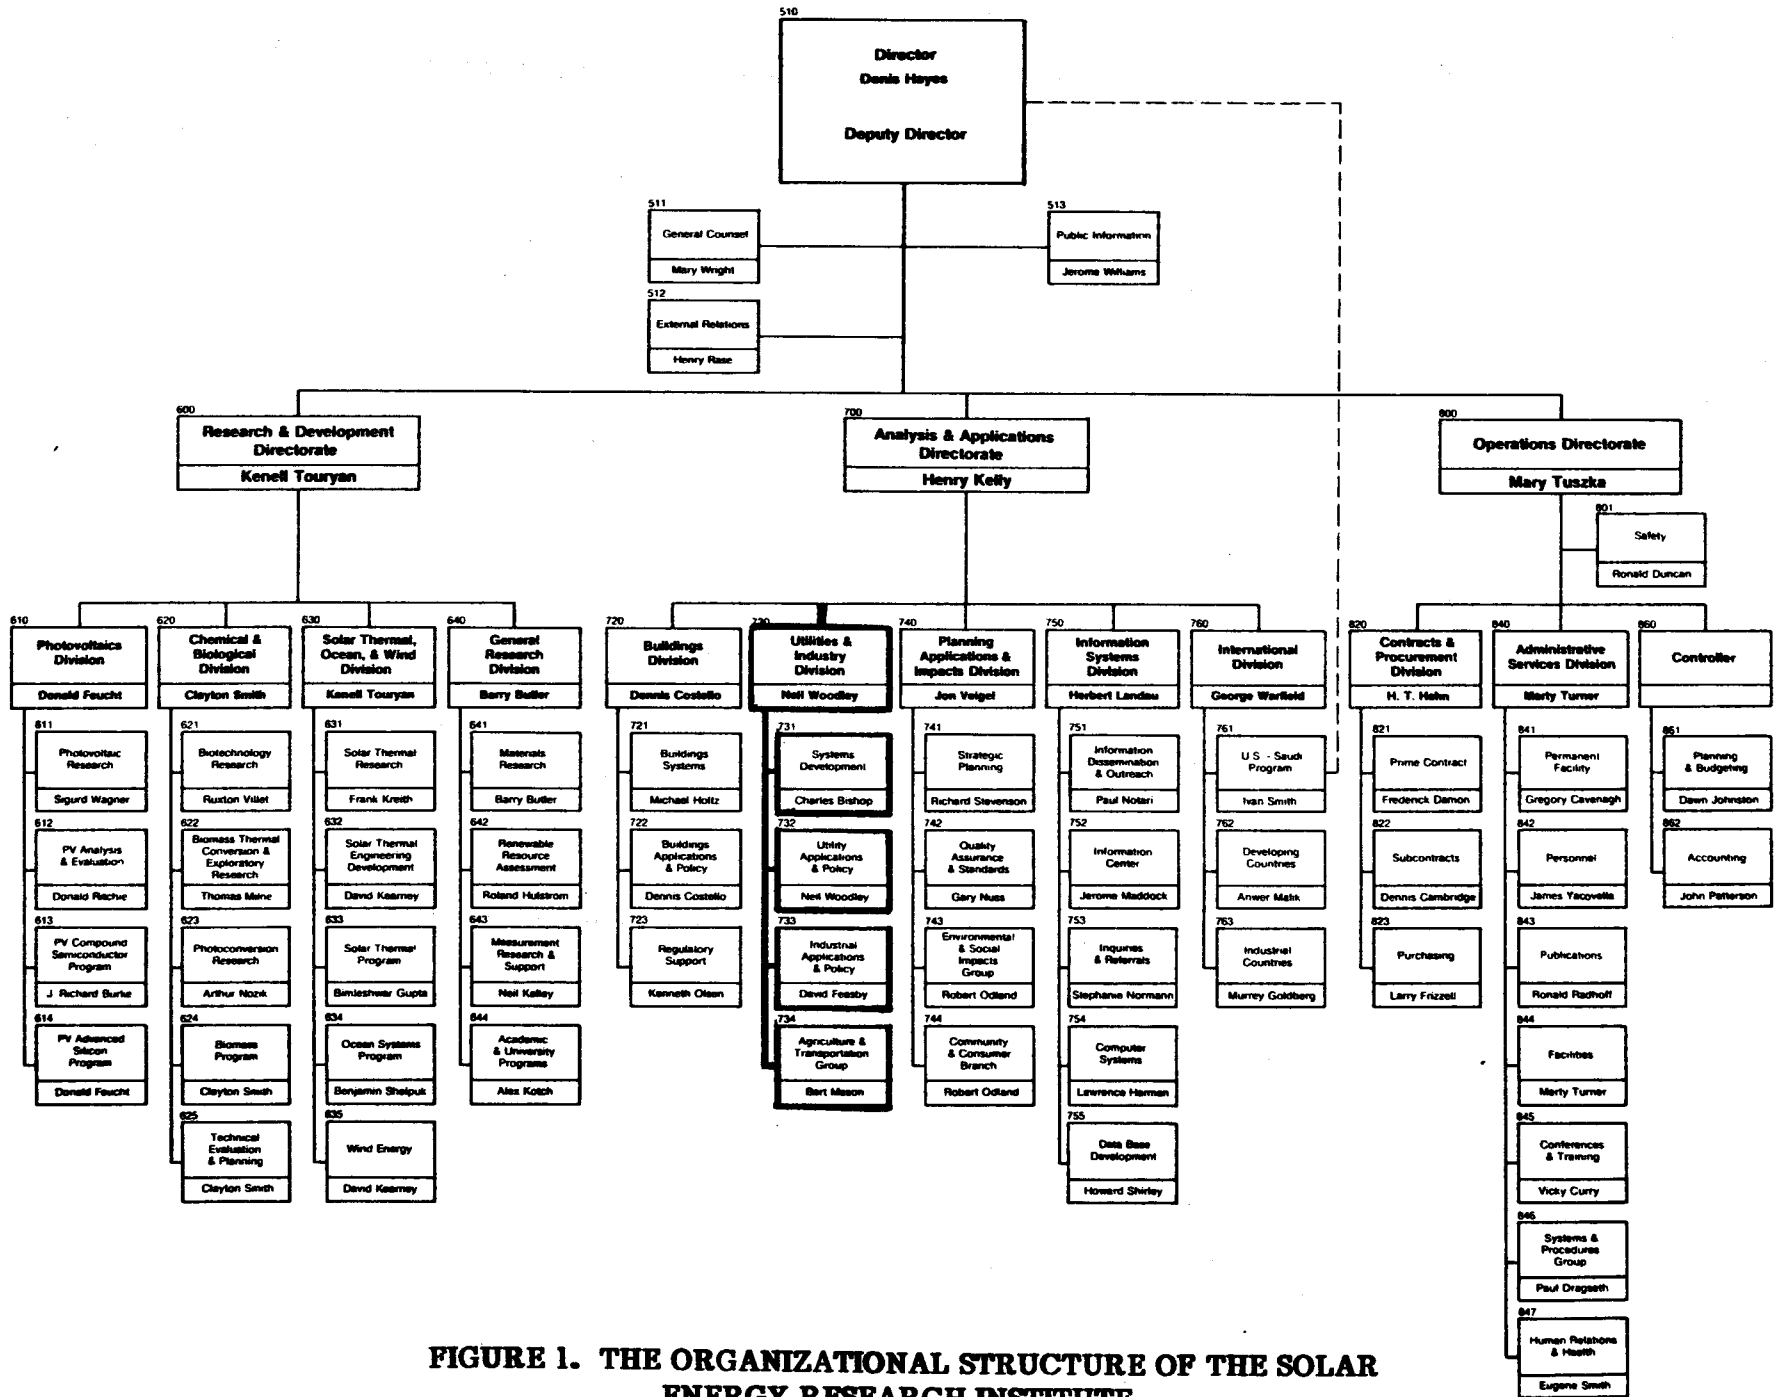 510
Director
Denis Hayes
Deputy Director
511
General Counsel
Mary Wright
513
Public Information
Jerome Williams
512
External Relations
Henry Rase
600
Research & Development
Directorate
Kenell Touryan
700
Analysis & Applications
Directorate
Henry Kelly
800
Operations Directorate
Mary Tuszka
801
Safety
Ronald Duncan
610
Photovoltaics
Division
Donald Feucht
611
Photovoltaic
Research
Sigurd Wagner
612
PV Analysis
& Evaluation
Donald Ritchie
613
PV Compound
Semiconductor
Program
J. Richard Burke
614
PV Advanced
Silicon
Program
Donald Feucht
620
Chemical &
Biological
Division
Clayton Smith
621
Biotechnology
Research
Ruxton Villet
622
Biomass Thermal
Conversion &
Exploratory
Research
Thomas Milne
623
Photoconversion
Research
Arthur Nozik
624
Biomass
Program
Clayton Smith
625
Technical
Evaluation
& Planning
Clayton Smith
630
Solar Thermal,
Ocean, & Wind
Division
Kenell Touryan
631
Solar Thermal
Research
Frank Kreith
632
Solar Thermal
Engineering
Development
David Kearney
633
Solar Thermal
Program
Bimleshwar Gupta
634
Ocean Systems
Program
Benjamin Shelpuk
635
Wind Energy
David Kearney
640
General
Research
Division
Barry Butler
641
Materials
Research
Barry Butler
642
Renewable
Resource
Assessment
Roland Hulstrom
643
Measurement
Research &
Support
Neil Kelley
644
Academic
& University
Programs
Alex Kotch
720
Buildings
Division
Dennis Costello
721
Buildings
Systems
Michael Holtz
722
Buildings
Applications
& Policy
Dennis Costello
723
Regulatory
Support
Kenneth Olsen
730
Utilities &
Industry
Division
Neil Woodley
731
Systems
Development
Charles Bishop
732
Utility
Applications
& Policy
Neil Woodley
733
Industrial
Applications
& Policy
David Feasby
734
Agriculture &
Transportation
Group
Bert Mason
740
Planning
Applications &
Impacts Division
Jon Veigel
741
Strategic
Planning
Richard Stevenson
742
Quality
Assurance
& Standards
Gary Nuss
743
Environmental
& Social
Impacts
Group
Robert Odland
744
Community
& Consumer
Branch
Robert Odland
750
Information
Systems
Division
Herbert Landau
751
Information
Dissemination
& Outreach
Paul Notari
752
Information
Center
Jerome Maddock
753
Inquiries
& Referrals
Stephanie Normann
754
Computer
Systems
Lawrence Harmon
755
Data Base
Development
Howard Shirley
760
International
Division
George Warfield
761
U S - Saudi
Program
Ivan Smith
762
Developing
Countries
Anwer Malik
763
Industrial
Countries
Murrey Goldberg
820
Contracts &
Procurement
Division
H. T. Hahn
821
Prime Contract
Frederick Damon
822
Subcontracts
Dennis Cambridge
823
Purchasing
Larry Frizzell
840
Administrative
Services Division
Marty Turner
841
Permanent
Facility
Gregory Cavanagh
842
Personnel
James Yacovella
843
Publications
Ronald Radhoff
844
Facilities
Marty Turner
845
Conferences
& Training
Vicky Curry
846
Systems &
Procedures
Group
Paul Dragseth
847
Human Relations
& Health
Eugene Smith
860
Controller
861
Planning
& Budgeting
Dawn Johnston
862
Accounting
John Patterson
FIGURE 1. THE ORGANIZATIONAL STRUCTURE OF THE SOLAR
ENERGY RESEARCH INSTITUTE